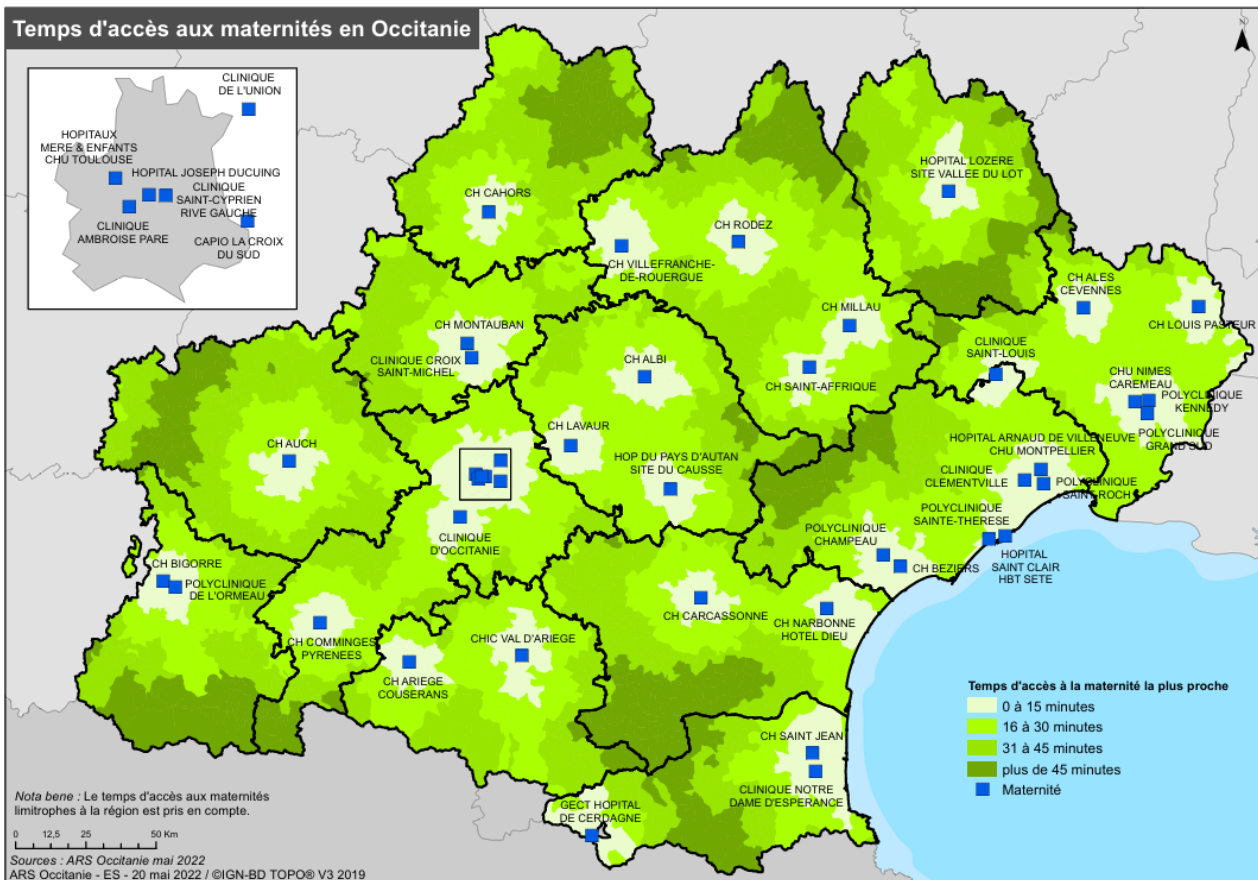 Temps d'accès aux maternités en Occitanie
N
CLINIQUE
DE L'UNION
HOPITAUX
MERE & ENFANTS
CHU TOULOUSE
HOPITAL JOSEPH DUCUING
CLINIQUE
SAINT-CYPRIEN
RIVE GAUCHE
CLINIQUE
AMBROISE PARE
CAPIO LA CROIX
DU SUD
CH CAHORS
HOPITAL LOZERE
SITE VALLEE DU LOT
CH RODEZ
CH VILLEFRANCHE-
DE-ROUERGUE
CH ALES
CEVENNES
CH LOUIS PASTEUR
CH MILLAU
CH MONTAUBAN
CLINIQUE CROIX
SAINT-MICHEL
CLINIQUE
SAINT-LOUIS
CH ALBI
CH SAINT-AFFRIQUE
CHU NIMES
CAREMEAU
POLYCLINIQUE
KENNEDY
POLYCLINIQUE
GRAND SUD
CH LAVAUR
CH AUCH
HOP DU PAYS D'AUTAN
SITE DU CAUSSE
HOPITAL ARNAUD DE VILLENEUVE
CHU MONTPELLIER
CLINIQUE
CLEMENTVILLE
POLYCLINIQUE
SAINT-ROCH
POLYCLINIQUE
SAINTE-THERESE
CLINIQUE
D'OCCITANIE
POLYCLINIQUE
CHAMPEAU
CH BEZIERS
HOPITAL
SAINT CLAIR
HBT SETE
CH BIGORRE
POLYCLINIQUE
DE L'ORMEAU
CH CARCASSONNE
CH NARBONNE
HOTEL DIEU
CH COMMINGES
PYRENEES
CHIC VAL D'ARIEGE
CH ARIEGE
COUSERANS
CH SAINT JEAN
CLINIQUE NOTRE
DAME D'ESPERANCE
GECT HOPITAL
DE CERDAGNE
Temps d'accès à la maternité la plus proche
0 à 15 minutes
16 à 30 minutes
31 à 45 minutes
plus de 45 minutes
Maternité
Nota bene : Le temps d'accès aux maternités
limitrophes à la région est pris en compte.
0 12,5 25 50 Km
Sources : ARS Occitanie mai 2022
ARS Occitanie - ES - 20 mai 2022 / ©IGN-BD TOPO® V3 2019